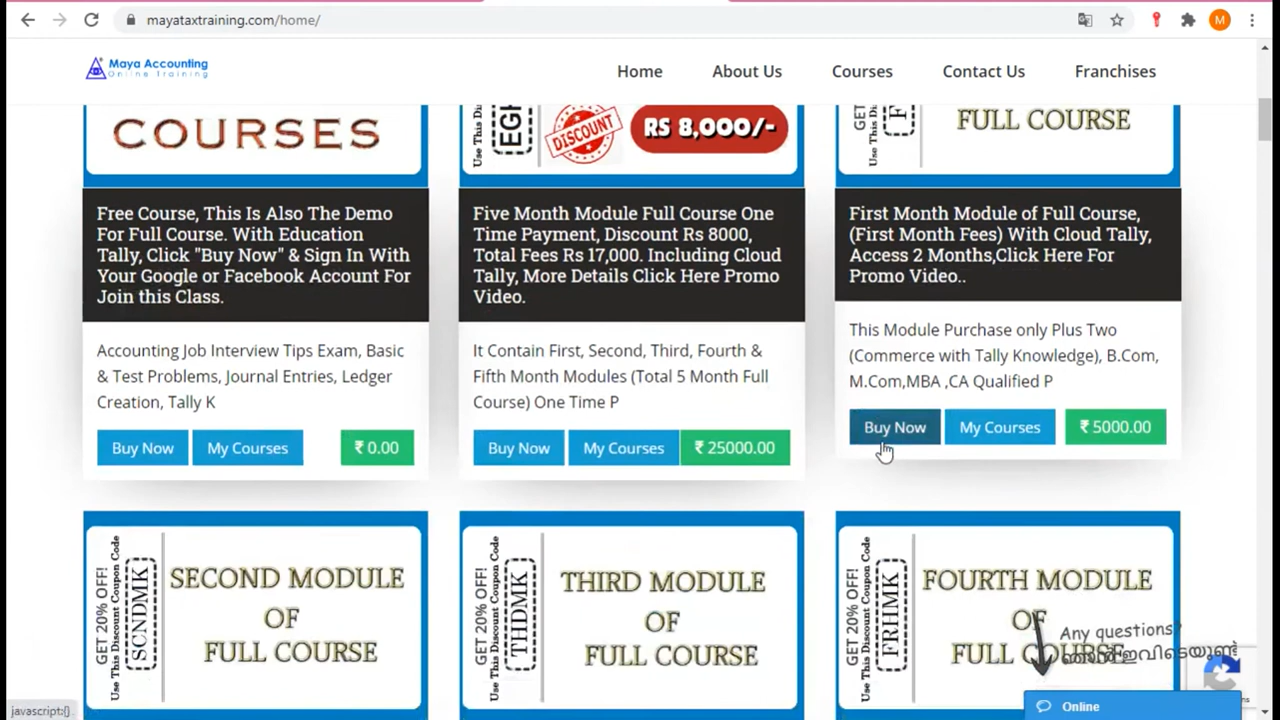 mayataxtraining.com/home/
M
Maya Accounting
Online Training
Home
About Us
Courses
Contact Us
Franchises
COURSES
Use This Dis
EGF
DISCOUNT
RS 8,000/-
GET
Use This Dis
FULL COURSE
Free Course, This Is Also The Demo
For Full Course. With Education
Tally, Click "Buy Now" & Sign In With
Your Google or Facebook Account For
Join this Class.
Accounting Job Interview Tips Exam, Basic
& Test Problems, Journal Entries, Ledger
Creation, Tally K
Buy Now
My Courses
₹ 0.00
Five Month Module Full Course One
Time Payment, Discount Rs 8000,
Total Fees Rs 17,000. Including Cloud
Tally, More Details Click Here Promo
Video.
It Contain First, Second, Third, Fourth &
Fifth Month Modules (Total 5 Month Full
Course) One Time P
Buy Now
My Courses
₹ 25000.00
First Month Module of Full Course,
(First Month Fees) With Cloud Tally,
Access 2 Months,Click Here For
Promo Video..
This Module Purchase only Plus Two
(Commerce with Tally Knowledge), B.Com,
M.Com,MBA ,CA Qualified P
Buy Now
My Courses
₹ 5000.00
GET 20% OFF!
Use This Discount Coupon Code
SCNDMK
SECOND MODULE
OF
FULL COURSE
GET 20% OFF!
Use This Discount Coupon Code
THDMK
THIRD MODULE
OF
FULL COURSE
GET 20% OFF!
Use This Discount Coupon Code
FRHMK
FOURTH MODULE
OF
FULL COURSE
Any questions?
ഞാൻ ഇവിടെയുണ്ട്
Online
javascript:{}.